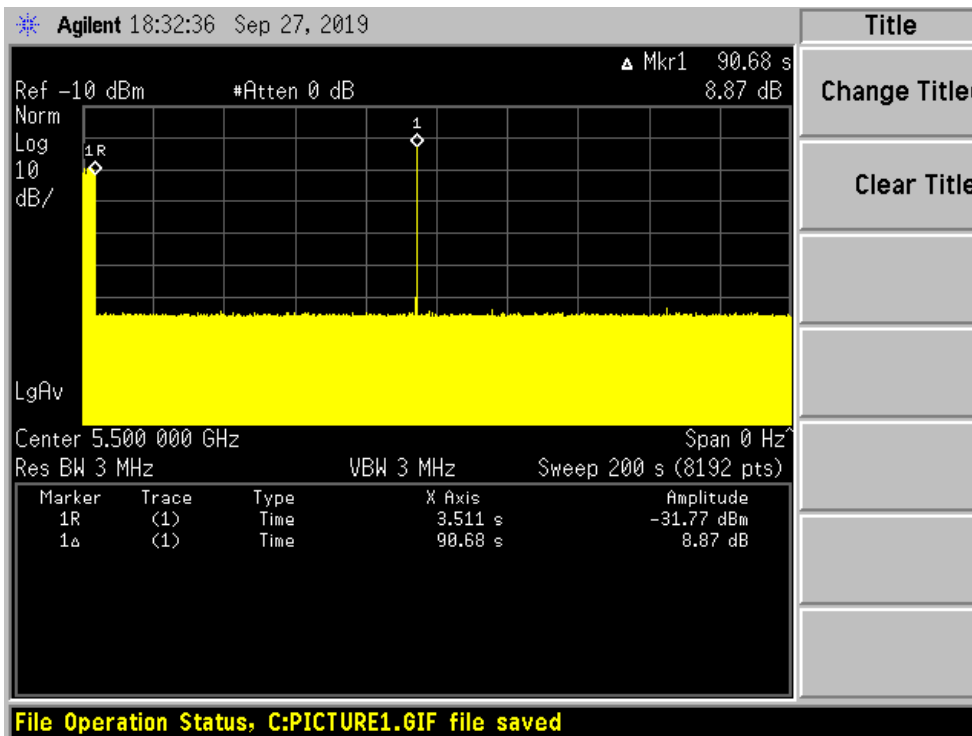 Agilent 18:32:36 Sep 27, 2019
Title
Δ Mkr1 90.68 s
Ref -10 dBm #Atten 0 dB 8.87 dB
Change Title
Norm
Log
10
dB/
1R
1
Clear Title
LgAv
Center 5.500 000 GHz Span 0 Hz^
Res BW 3 MHz VBW 3 MHz Sweep 200 s (8192 pts)
Marker Trace Type X Axis Amplitude
1R (1) Time 3.511 s -31.77 dBm
1Δ (1) Time 90.68 s 8.87 dB
File Operation Status, C:PICTURE1.GIF file saved